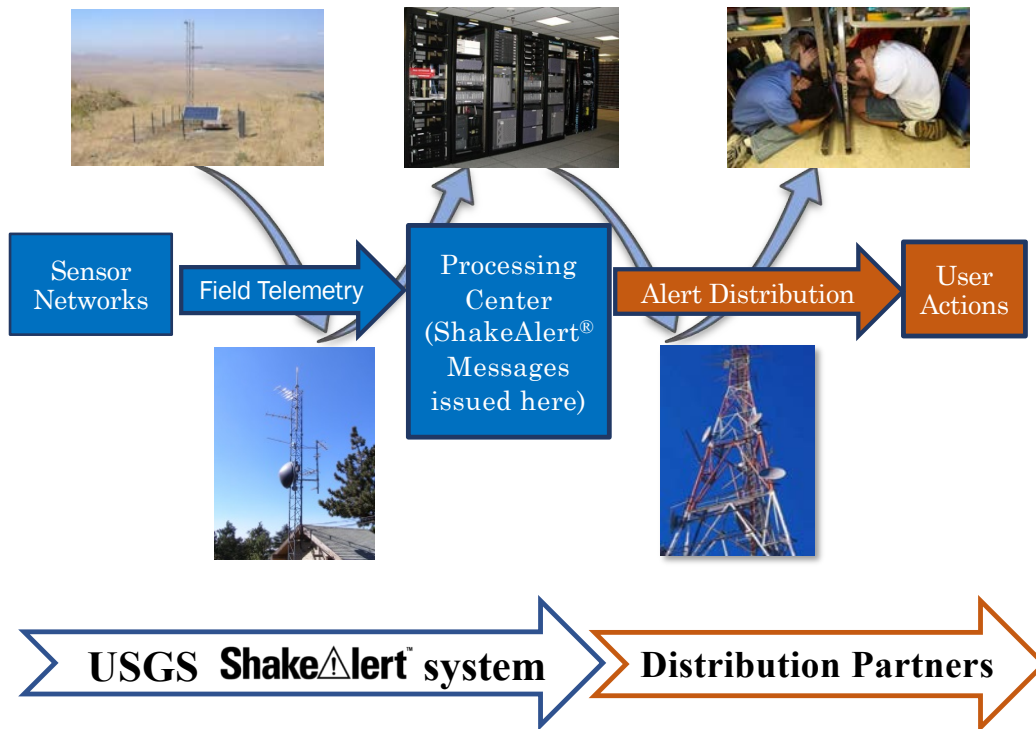 Sensor
Networks
Field Telemetry
Processing
Center
(ShakeAlert®
Messages
issued here)
Alert Distribution
User
Actions
USGS ShakeAlert™ system
Distribution Partners